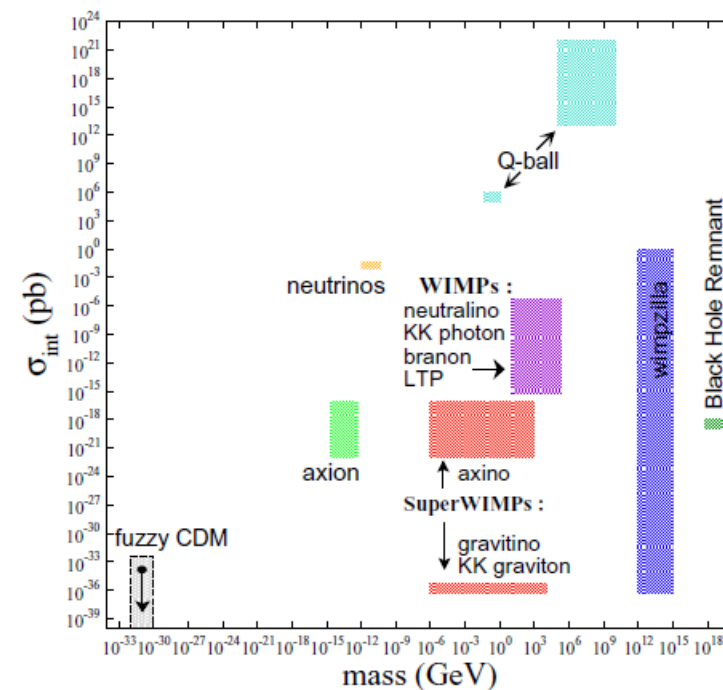 10^24
10^21
10^18
10^15
10^12
10^9
10^6
10^3
10^0
10^-3
10^-6
10^-9
10^-12
10^-15
10^-18
10^-21
10^-24
10^-27
10^-30
10^-33
10^-36
10^-39
σ_int (pb)
Q-ball
neutrinos
WIMPs :
neutralino
KK photon
branon
LTP
wimpzilla
Black Hole Remnant
axion
axino
SuperWIMPs :
gravitino
KK graviton
fuzzy CDM
10^-33 10^-30 10^-27 10^-24 10^-21 10^-18 10^-15 10^-12 10^-9 10^-6 10^-3 10^0 10^3 10^6 10^9 10^12 10^15 10^18
mass (GeV)